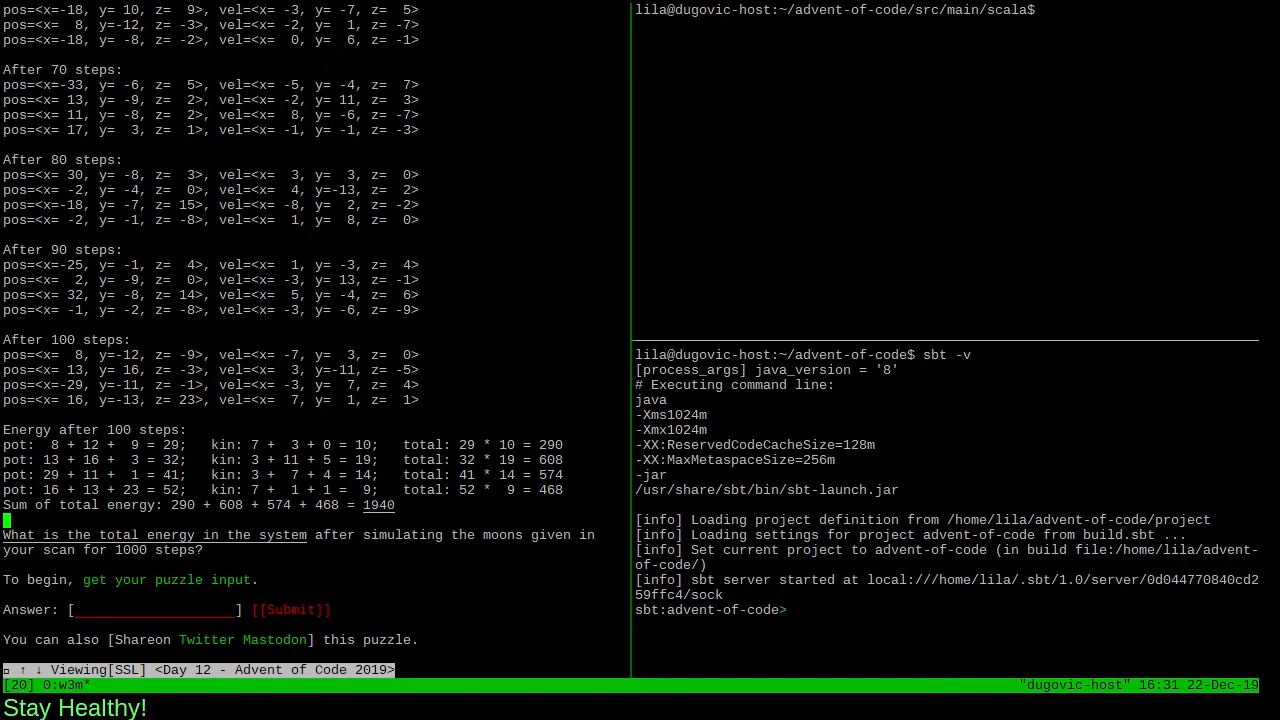 pos=<x=-18, y= 10, z=  9>, vel=<x= -3, y= -7, z=  5>
pos=<x=  8, y=-12, z= -3>, vel=<x= -2, y=  1, z= -7>
pos=<x=-18, y= -8, z= -2>, vel=<x=  0, y=  6, z= -1>

After 70 steps:
pos=<x=-33, y= -6, z=  5>, vel=<x= -5, y= -4, z=  7>
pos=<x= 13, y= -9, z=  2>, vel=<x= -2, y= 11, z=  3>
pos=<x= 11, y= -8, z=  2>, vel=<x=  8, y= -6, z= -7>
pos=<x= 17, y=  3, z=  1>, vel=<x= -1, y= -1, z= -3>

After 80 steps:
pos=<x= 30, y= -8, z=  3>, vel=<x=  3, y=  3, z=  0>
pos=<x= -2, y= -4, z=  0>, vel=<x=  4, y=-13, z=  2>
pos=<x=-18, y= -7, z= 15>, vel=<x= -8, y=  2, z= -2>
pos=<x= -2, y= -1, z= -8>, vel=<x=  1, y=  8, z=  0>

After 90 steps:
pos=<x=-25, y= -1, z=  4>, vel=<x=  1, y= -3, z=  4>
pos=<x=  2, y= -9, z=  0>, vel=<x= -3, y= 13, z= -1>
pos=<x= 32, y= -8, z= 14>, vel=<x=  5, y= -4, z=  6>
pos=<x= -1, y= -2, z= -8>, vel=<x= -3, y= -6, z= -9>

After 100 steps:
pos=<x=  8, y=-12, z= -9>, vel=<x= -7, y=  3, z=  0>
pos=<x= 13, y= 16, z= -3>, vel=<x=  3, y=-11, z= -5>
pos=<x=-29, y=-11, z= -1>, vel=<x= -3, y=  7, z=  4>
pos=<x= 16, y=-13, z= 23>, vel=<x=  7, y=  1, z=  1>

Energy after 100 steps:
pot:  8 + 12 +  9 = 29;   kin: 7 +  3 + 0 = 10;   total: 29 * 10 = 290
pot: 13 + 16 +  3 = 32;   kin: 3 + 11 + 5 = 19;   total: 32 * 19 = 608
pot: 29 + 11 +  1 = 41;   kin: 3 +  7 + 4 = 14;   total: 41 * 14 = 574
pot: 16 + 13 + 23 = 52;   kin: 7 +  1 + 1 =  9;   total: 52 *  9 = 468
Sum of total energy: 290 + 608 + 574 + 468 = 1940

What is the total energy in the system after simulating the moons given in
your scan for 1000 steps?

To begin, get your puzzle input.

Answer: [____________________] [[Submit]]

You can also [Shareon Twitter Mastodon] this puzzle.

↑ ↓ Viewing[SSL] <Day 12 - Advent of Code 2019>
lila@dugovic-host:~/advent-of-code/src/main/scala$
lila@dugovic-host:~/advent-of-code$ sbt -v
[process_args] java_version = '8'
# Executing command line:
java
-Xms1024m
-Xmx1024m
-XX:ReservedCodeCacheSize=128m
-XX:MaxMetaspaceSize=256m
-jar
/usr/share/sbt/bin/sbt-launch.jar

[info] Loading project definition from /home/lila/advent-of-code/project
[info] Loading settings for project advent-of-code from build.sbt ...
[info] Set current project to advent-of-code (in build file:/home/lila/advent-
of-code/)
[info] sbt server started at local:///home/lila/.sbt/1.0/server/0d044770840cd2
59ffc4/sock
sbt:advent-of-code>
[20] 0:w3m* "dugovic-host" 16:31 22-Dec-19
Stay Healthy!